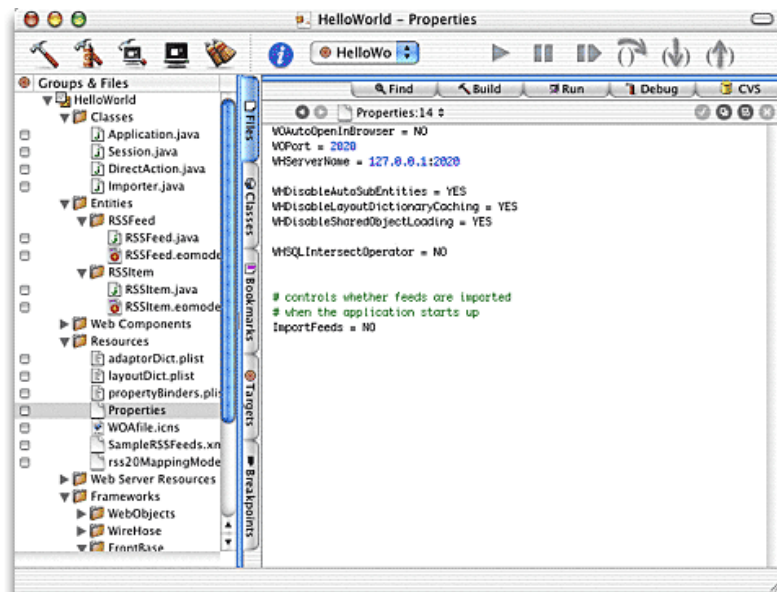 HelloWorld – Properties
HelloWo
Groups & Files
HelloWorld
Classes
Application.java
Session.java
DirectAction.java
Importer.java
Entities
RSSFeed
RSSFeed.java
RSSFeed.eomode
RSSItem
RSSItem.java
RSSItem.eomode
Web Components
Resources
adaptorDict.plist
layoutDict.plist
propertyBinders.plis
Properties
WOAfile.icns
SampleRSSFeeds.xn
rss20MappingMode
Web Server Resources
Frameworks
WebObjects
WireHose
FrontBase
Files
Classes
Bookmarks
Targets
Breakpoints
Find
Build
Run
Debug
CVS
Properties:14
WOAutoOpenInBrowser = NO
WOPort = 2020
WHServerName = 127.0.0.1:2020
WHDisableAutoSubEntities = YES
WHDisableLayoutDictionaryCaching = YES
WHDisableSharedObjectLoading = YES
WHSQLIntersectOperator = NO
# controls whether feeds are imported
# when the application starts up
ImportFeeds = NO